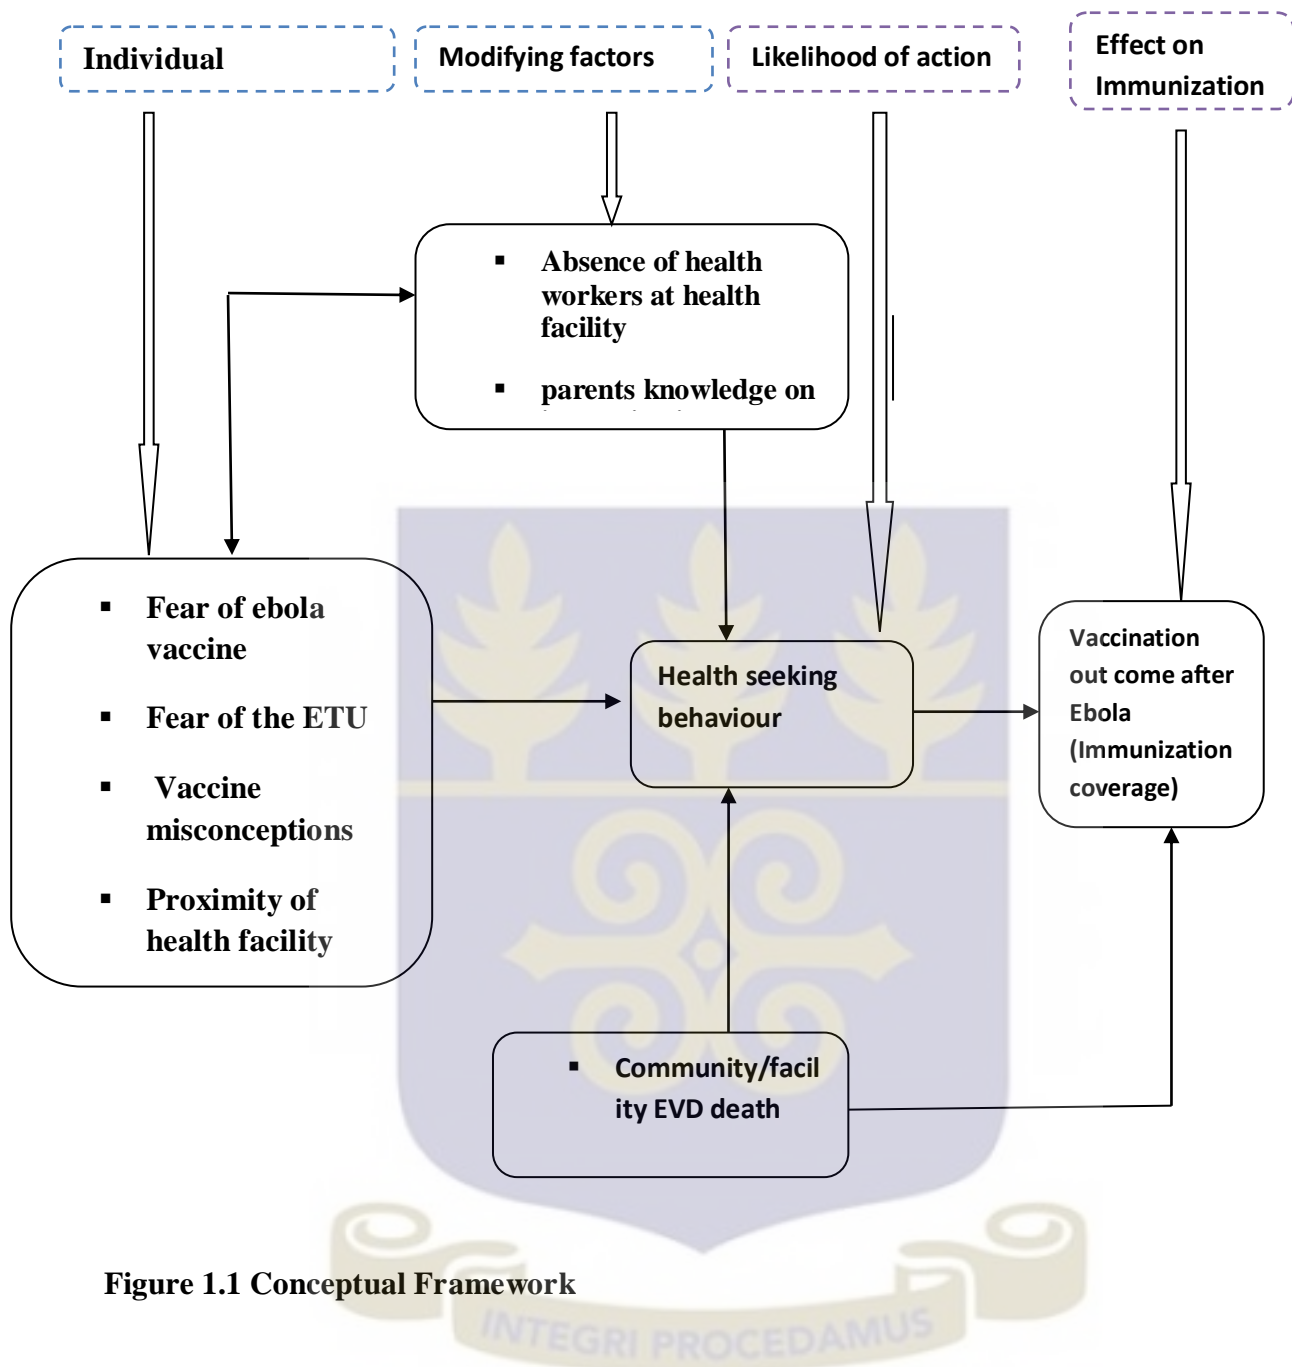 Individual
Modifying factors
Likelihood of action
Effect on
Immunization
▪ Absence of health
workers at health
facility
▪ parents knowledge on
▪ Fear of ebola
vaccine
▪ Fear of the ETU
▪ Vaccine
misconceptions
▪ Proximity of
health facility
Health seeking
behaviour
Vaccination
out come after
Ebola
(Immunization
coverage)
▪ Community/facil
ity EVD death
Figure 1.1 Conceptual Framework
INTEGRI PROCEDAMUS